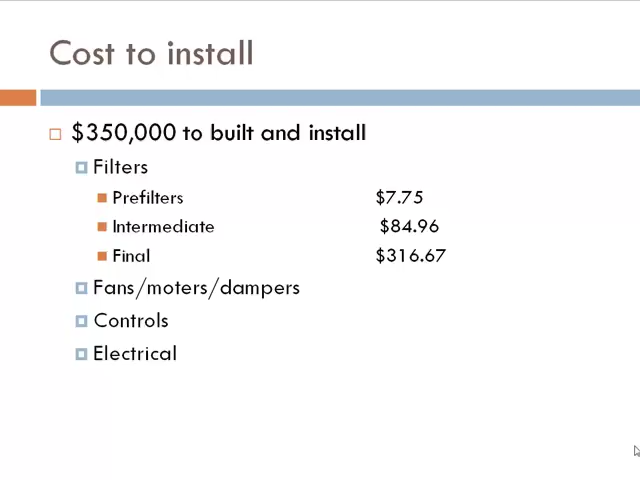 Cost to install
$350,000 to built and install
Filters
Prefilters $7.75
Intermediate $84.96
Final $316.67
Fans/moters/dampers
Controls
Electrical